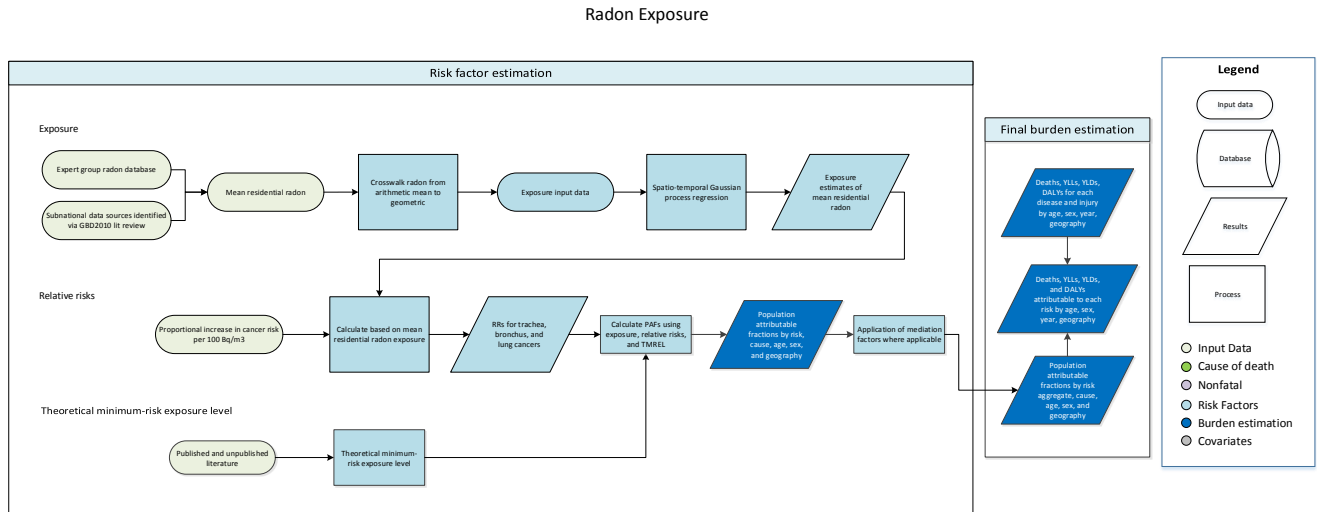 Radon Exposure
Risk factor estimation
Exposure
Expert group radon database
Subnational data sources identified
via GBD2010 lit review
Mean residential radon
Crosswalk radon from
arithmetic mean to
geometric
Exposure input data
Spatio-temporal Gaussian
process regression
Exposure
estimates of
mean residential
radon
Relative risks
Proportional increase in cancer risk
per 100 Bq/m3
Calculate based on mean
residential radon exposure
RRs for trachea,
bronchus, and
lung cancers
Calculate PAFs using
exposure, relative risks,
and TMREL
Population
attributable
fractions by risk,
cause, age, sex,
and geography
Application of mediation
factors where applicable
Theoretical minimum-risk exposure level
Published and unpublished
literature
Theoretical minimum-
risk exposure level
Final burden estimation
Deaths, YLLs, YLDs,
DALYs for each
disease and injury
by age, sex, year,
geography
Deaths, YLLs, YLDs,
and DALYs
attributable to each
risk by age, sex,
year, geography
Population
attributable
fractions by risk
aggregate, cause,
age, sex, and
geography
Legend
Input data
Database
Results
Process
Input Data
Cause of death
Nonfatal
Risk Factors
Burden estimation
Covariates